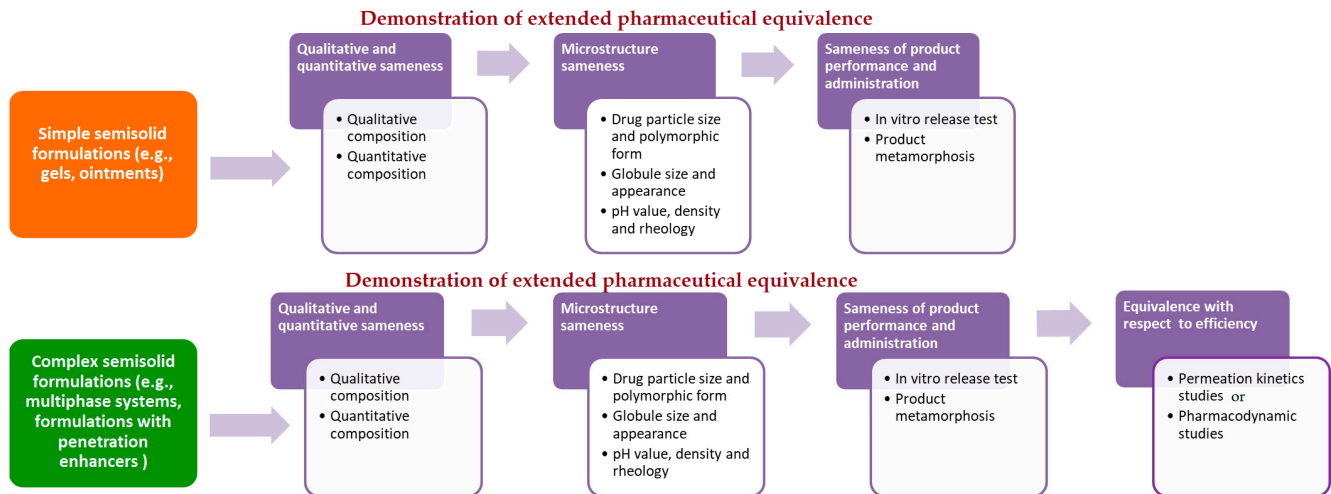 Demonstration of extended pharmaceutical equivalence
Simple semisolid
formulations (e.g.,
gels, ointments)
Qualitative and
quantitative sameness
• Qualitative
composition
• Quantitative
composition
Microstructure
sameness
• Drug particle size
and polymorphic
form
• Globule size and
appearance
• pH value, density
and rheology
Sameness of product
performance and
administration
• In vitro release test
• Product
metamorphosis
Demonstration of extended pharmaceutical equivalence
Complex semisolid
formulations (e.g.,
multiphase systems,
formulations with
penetration
enhancers )
Qualitative and
quantitative sameness
• Qualitative
composition
• Quantitative
composition
Microstructure
sameness
• Drug particle size and
polymorphic form
• Globule size and
appearance
• pH value, density and
rheology
Sameness of product
performance and
administration
• In vitro release test
• Product
metamorphosis
Equivalence with
respect to efficiency
• Permeation kinetics
studies or
• Pharmacodynamic
studies